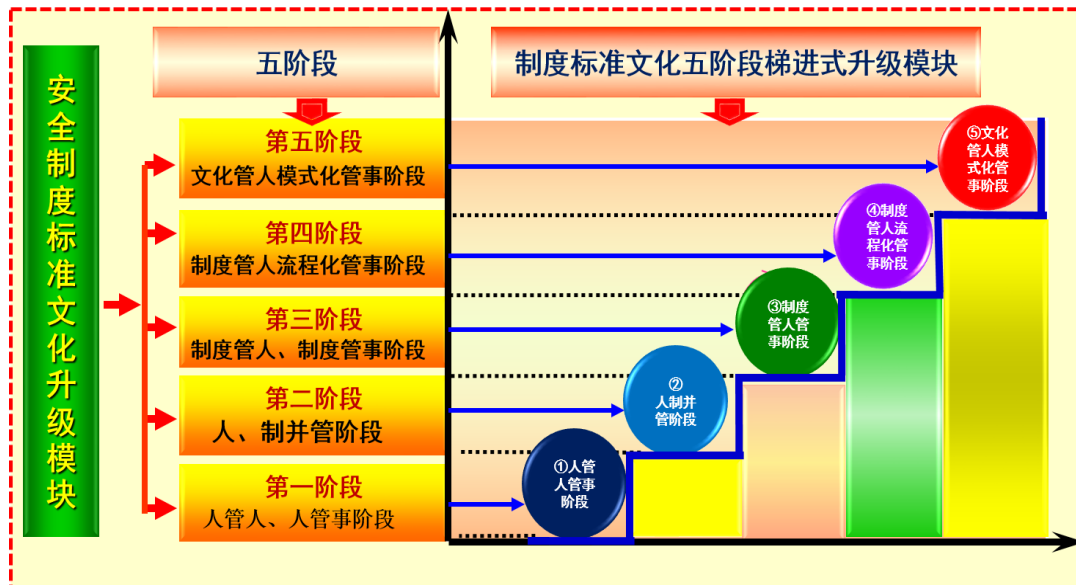 安全制度标准文化升级模块
五阶段
制度标准文化五阶段梯进式升级模块
第五阶段
文化管人模式化管事阶段
第四阶段
制度管人流程化管事阶段
第三阶段
制度管人、制度管事阶段
第二阶段
人、制并管阶段
第一阶段
人管人、人管事阶段
⑤文化
管人模
式化管
事阶段
④制度
管人流
程化管
事阶段
③制度
管人管
事阶段
②
人制并
管阶段
①人管
人管事
阶段